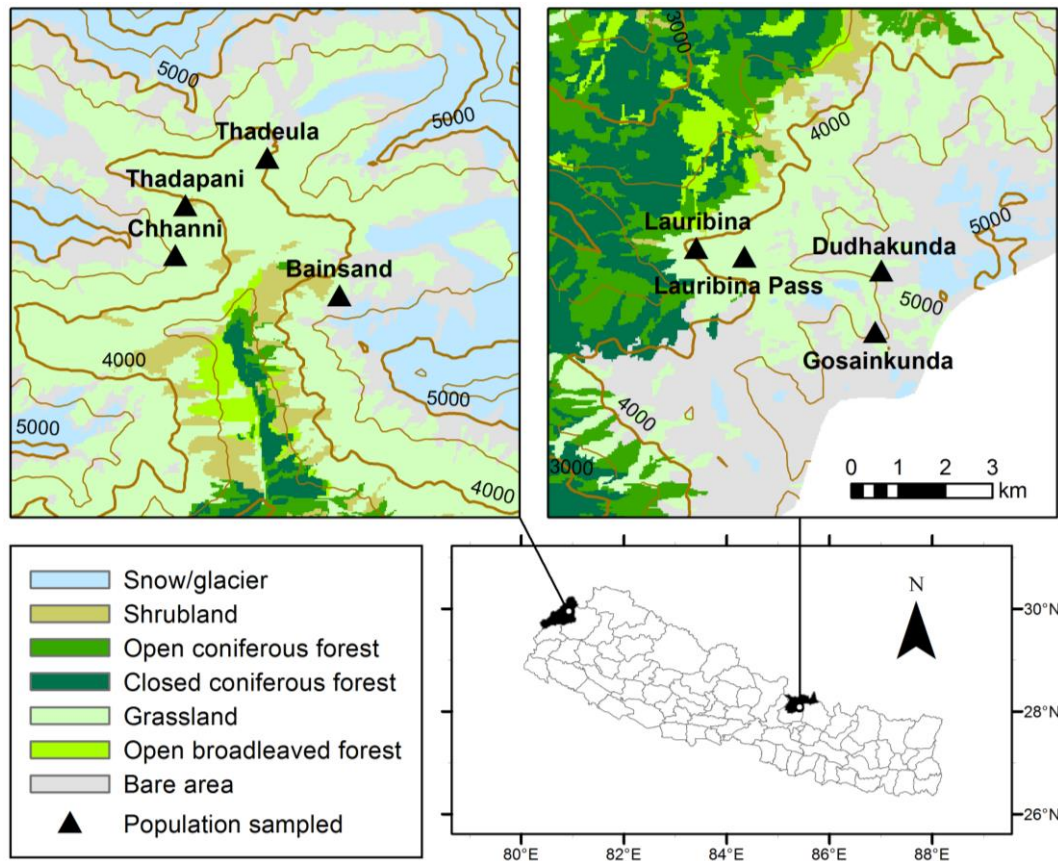 5000
5000
Thadeula
Thadapani
Chhanni
Bainsand
4000
5000
5000
4000
3000
4000
5000
Lauribina
Dudhakunda
Lauribina Pass
5000
Gosainkunda
4000
3000
0 1 2 3
km
Snow/glacier
Shrubland
Open coniferous forest
Closed coniferous forest
Grassland
Open broadleaved forest
Bare area
Population sampled
N
30°N
28°N
26°N
80°E 82°E 84°E 86°E 88°E